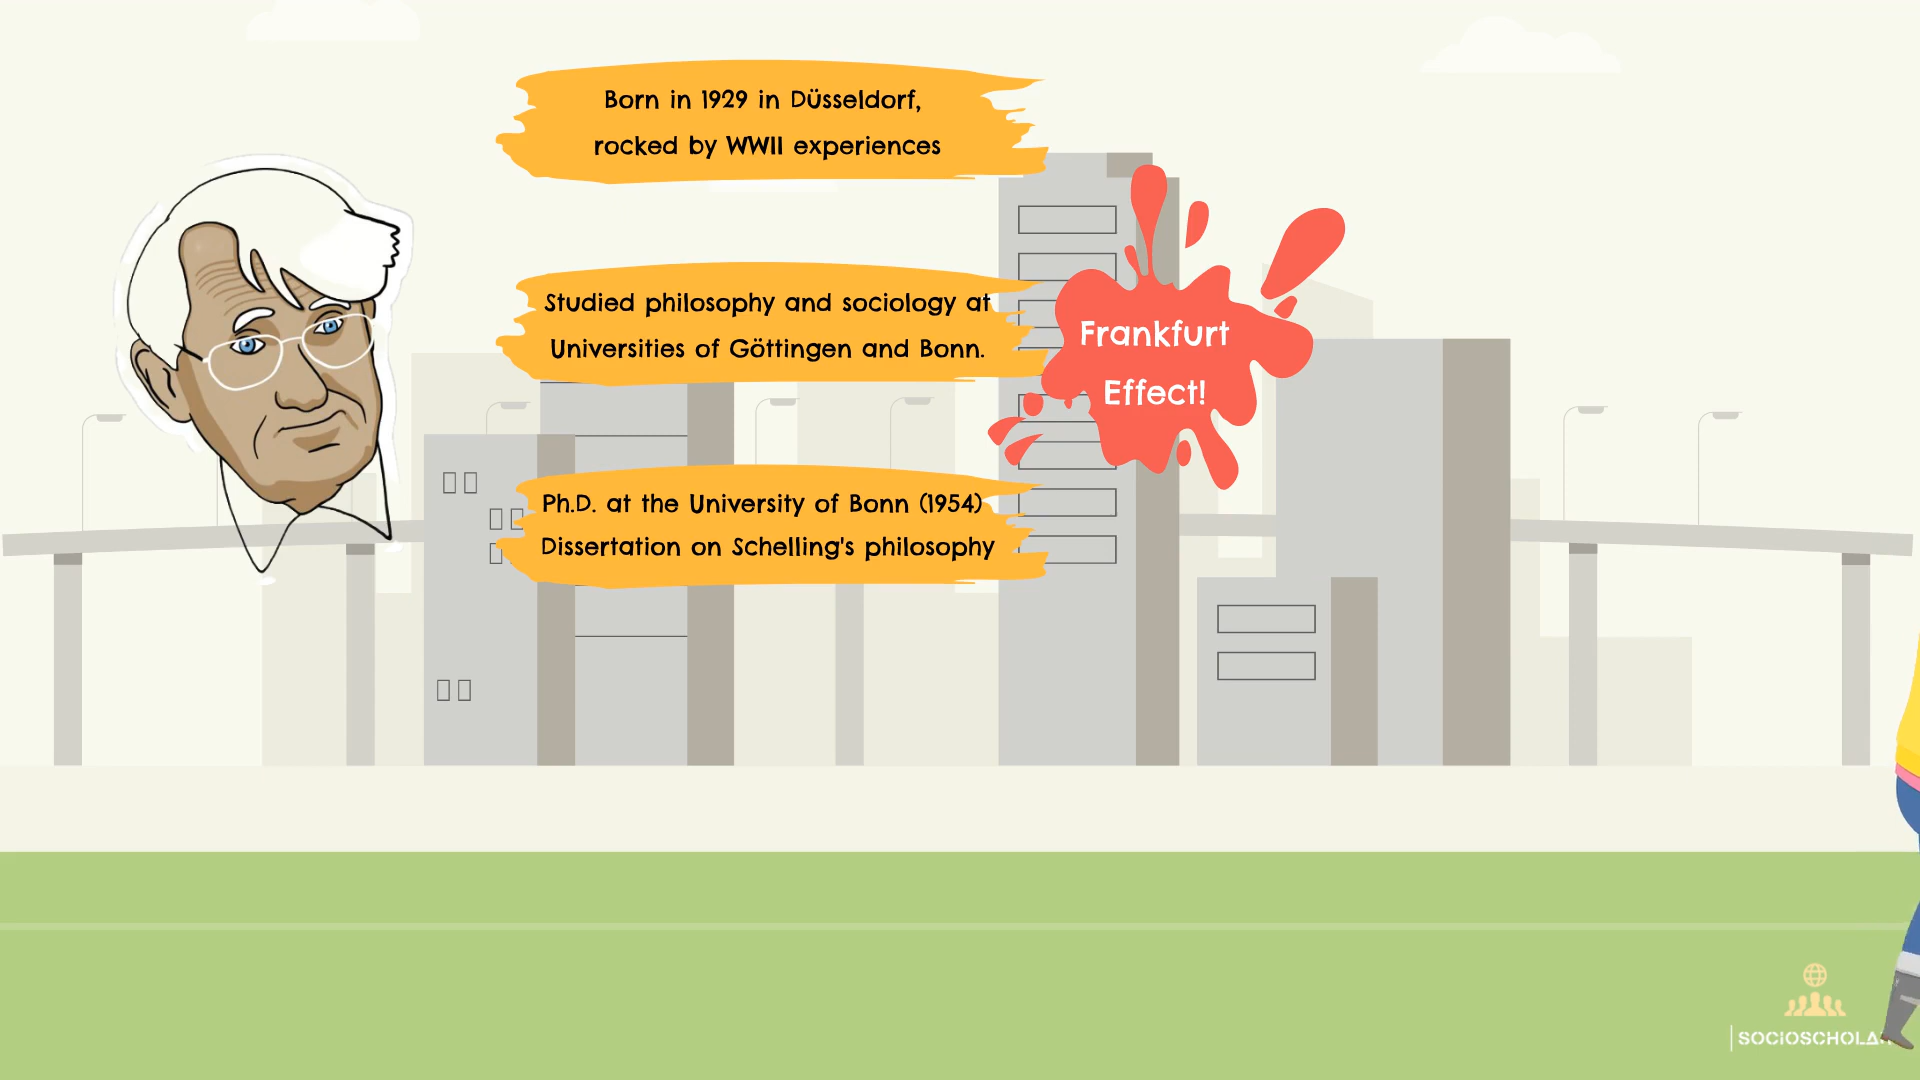 Born in 1929 in Düsseldorf,
rocked by WWII experiences
Studied philosophy and sociology at
Universities of Göttingen and Bonn.
Frankfurt
Effect!
Ph.D. at the University of Bonn (1954)
Dissertation on Schelling's philosophy